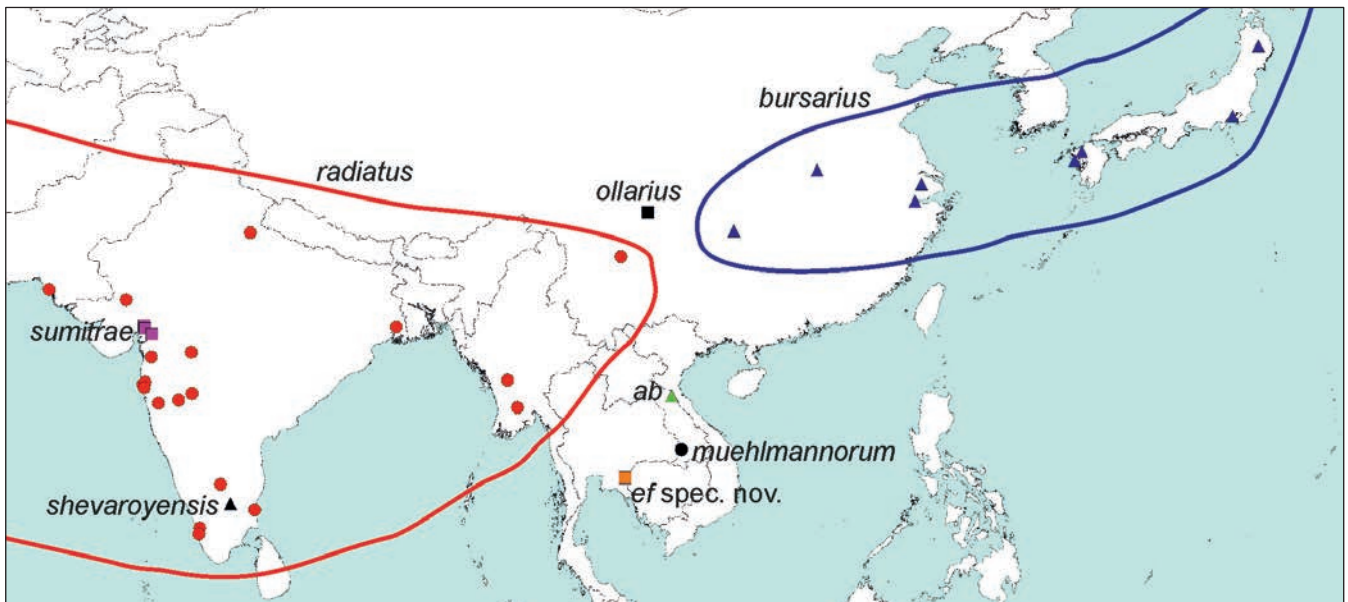 bursarius
radiatus
ollarius
sumitrae
ab
muehlmannorum
ef spec. nov.
shevaroyensis